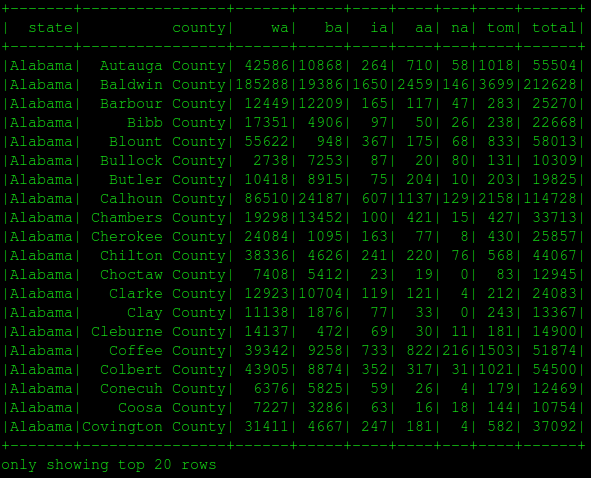 +-------+----------------+------+-----+----+----+---+----+------+
|  state|          county|    wa|   ba|  ia|  aa| na| tom| total|
+-------+----------------+------+-----+----+----+---+----+------+
|Alabama|  Autauga County| 42586|10868| 264| 710| 58|1018| 55504|
|Alabama|  Baldwin County|185288|19386|1650|2459|146|3699|212628|
|Alabama|  Barbour County| 12449|12209| 165| 117| 47| 283| 25270|
|Alabama|     Bibb County| 17351| 4906|  97|  50| 26| 238| 22668|
|Alabama|   Blount County| 55622|  948| 367| 175| 68| 833| 58013|
|Alabama|  Bullock County|  2738| 7253|  87|  20| 80| 131| 10309|
|Alabama|   Butler County| 10418| 8915|  75| 204| 10| 203| 19825|
|Alabama|  Calhoun County| 86510|24187| 607|1137|129|2158|114728|
|Alabama| Chambers County| 19298|13452| 100| 421| 15| 427| 33713|
|Alabama| Cherokee County| 24084| 1095| 163|  77|  8| 430| 25857|
|Alabama|  Chilton County| 38336| 4626| 241| 220| 76| 568| 44067|
|Alabama|  Choctaw County|  7408| 5412|  23|  19|  0|  83| 12945|
|Alabama|   Clarke County| 12923|10704| 119| 121|  4| 212| 24083|
|Alabama|     Clay County| 11138| 1876|  77|  33|  0| 243| 13367|
|Alabama| Cleburne County| 14137|  472|  69|  30| 11| 181| 14900|
|Alabama|   Coffee County| 39342| 9258| 733| 822|216|1503| 51874|
|Alabama|  Colbert County| 43905| 8874| 352| 317| 31|1021| 54500|
|Alabama|  Conecuh County|  6376| 5825|  59|  26|  4| 179| 12469|
|Alabama|    Coosa County|  7227| 3286|  63|  16| 18| 144| 10754|
|Alabama|Covington County| 31411| 4667| 247| 181|  4| 582| 37092|
+-------+----------------+------+-----+----+----+---+----+------+
only showing top 20 rows